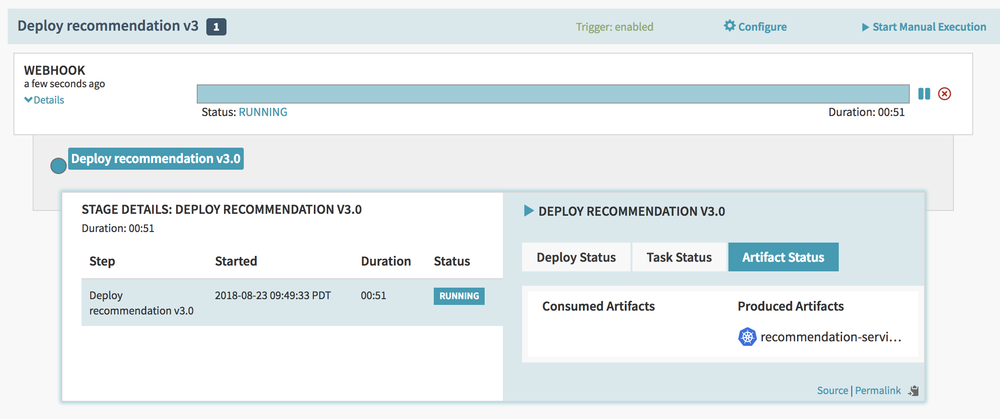 Deploy recommendation v3 1 Trigger: enabled Configure Start Manual Execution
WEBHOOK
a few seconds ago
Details
Status: RUNNING Duration: 00:51
Deploy recommendation v3.0
STAGE DETAILS: DEPLOY RECOMMENDATION V3.0
Duration: 00:51
Step Started Duration Status
Deploy 2018-08-23 09:49:33 PDT 00:51 RUNNING
recommendation v3.0
DEPLOY RECOMMENDATION V3.0
Deploy Status Task Status Artifact Status
Consumed Artifacts Produced Artifacts
recommendation-servi...
Source | Permalink